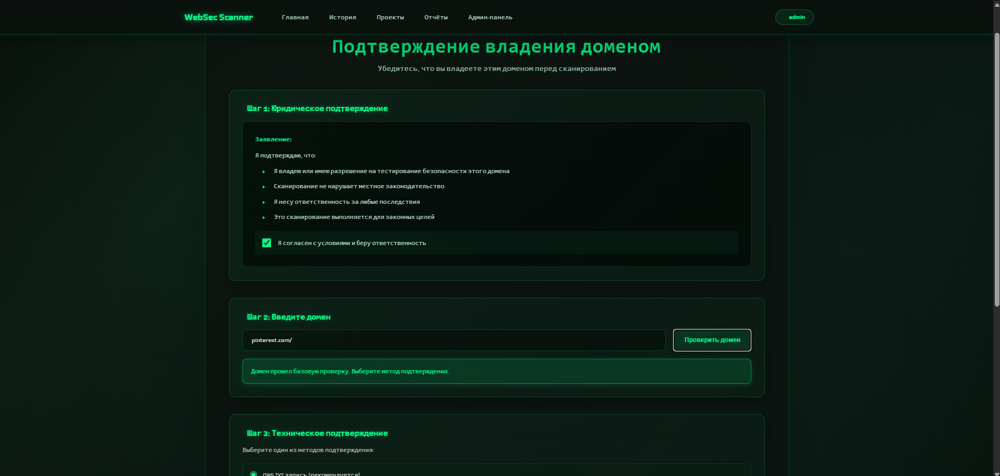 WebSec Scanner
Главная
История
Проекты
Отчёты
Админ-панель
admin
Подтверждение владения доменом
Убедитесь, что вы владеете этим доменом перед сканированием
Шаг 1: Юридическое подтверждение
Заявление:
Я подтверждаю, что:
Я владею или имею разрешение на тестирование безопасности этого домена
Сканирование не нарушает местное законодательство
Я несу ответственность за любые последствия
Это сканирование выполняется для законных целей
Я согласен с условиями и беру ответственность
Шаг 2: Введите домен
pinterest.com/
Проверить домен
Домен прошел базовую проверку. Выберите метод подтверждения.
Шаг 3: Техническое подтверждение
Выберите один из методов подтверждения:
DNS TXT запись [рекомендуется]